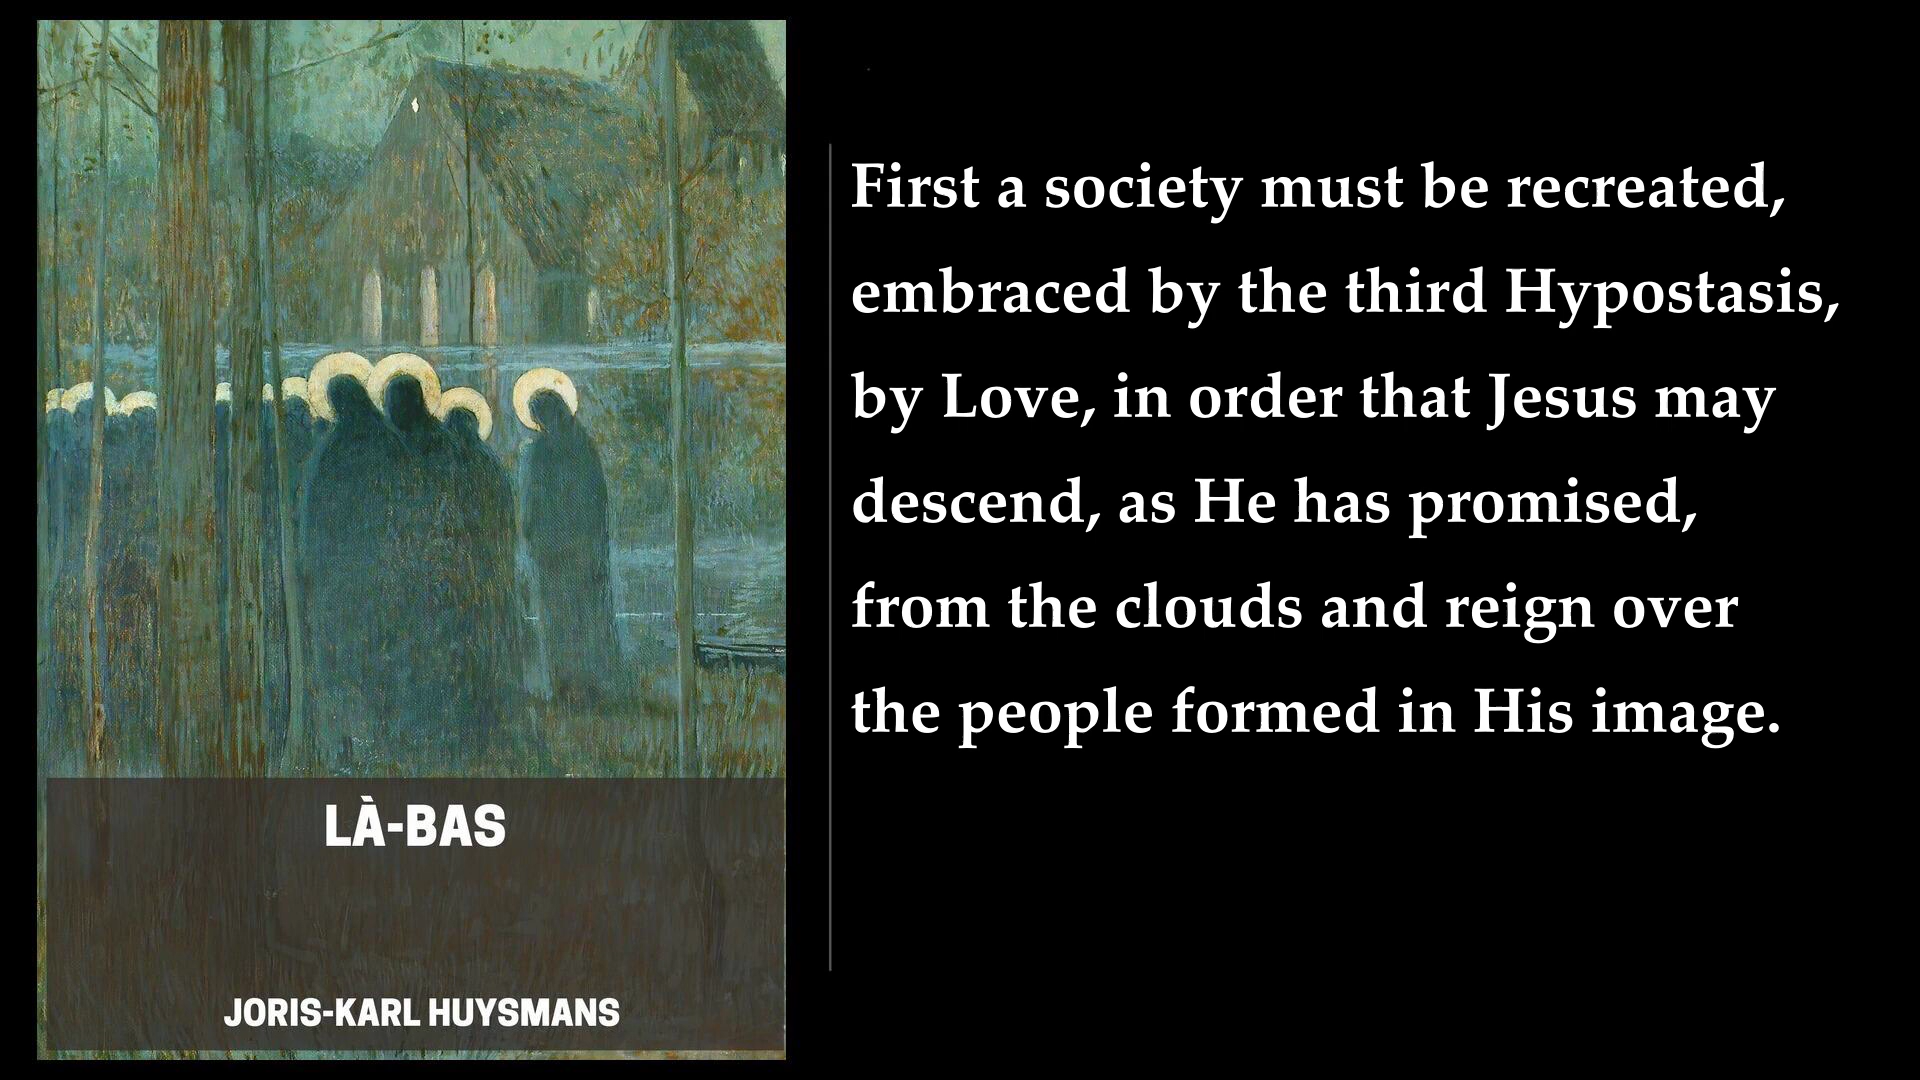 LÀ-BAS
JORIS-KARL HUYSMANS
First a society must be recreated,
embraced by the third Hypostasis,
by Love, in order that Jesus may
descend, as He has promised,
from the clouds and reign over
the people formed in His image.